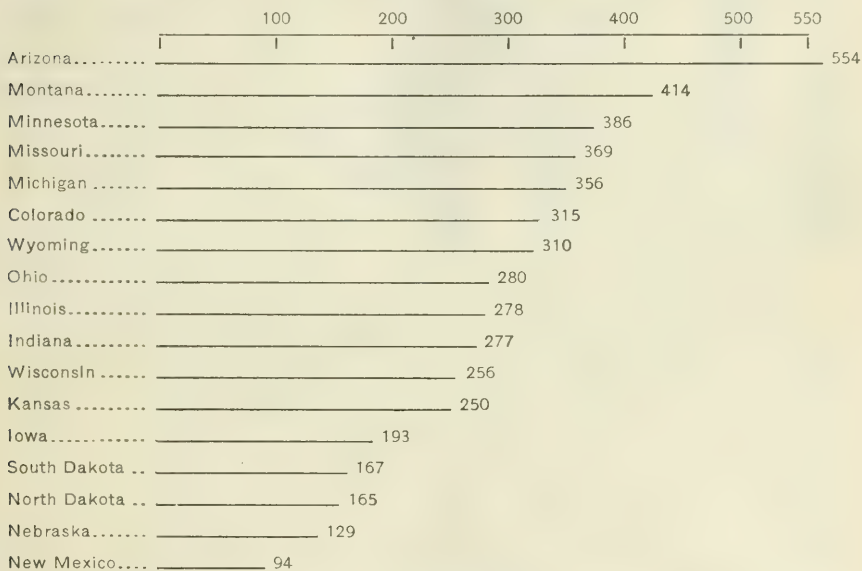 100 200 300 400 500 550
Arizona......... 554
Montana........ 414
Minnesota...... 386
Missouri........ 369
Michigan ....... 356
Colorado ....... 315
Wyoming....... 310
Ohio............ 280
Illinois.......... 278
Indiana......... 277
Wisconsin ...... 256
Kansas ......... 250
Iowa............ 193
South Dakota .. 167
North Dakota .. 165
Nebraska....... 129
New Mexico.... 94